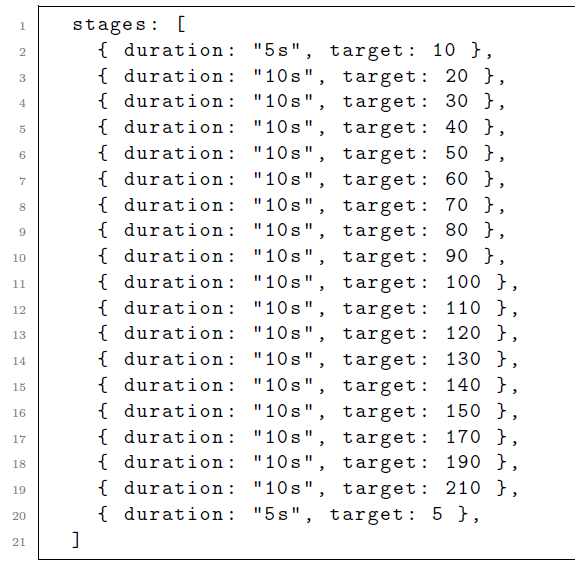 1 stages: [
2 { duration: "5s", target: 10 },
3 { duration: "10s", target: 20 },
4 { duration: "10s", target: 30 },
5 { duration: "10s", target: 40 },
6 { duration: "10s", target: 50 },
7 { duration: "10s", target: 60 },
8 { duration: "10s", target: 70 },
9 { duration: "10s", target: 80 },
10 { duration: "10s", target: 90 },
11 { duration: "10s", target: 100 },
12 { duration: "10s", target: 110 },
13 { duration: "10s", target: 120 },
14 { duration: "10s", target: 130 },
15 { duration: "10s", target: 140 },
16 { duration: "10s", target: 150 },
17 { duration: "10s", target: 170 },
18 { duration: "10s", target: 190 },
19 { duration: "10s", target: 210 },
20 { duration: "5s", target: 5 },
21 ]